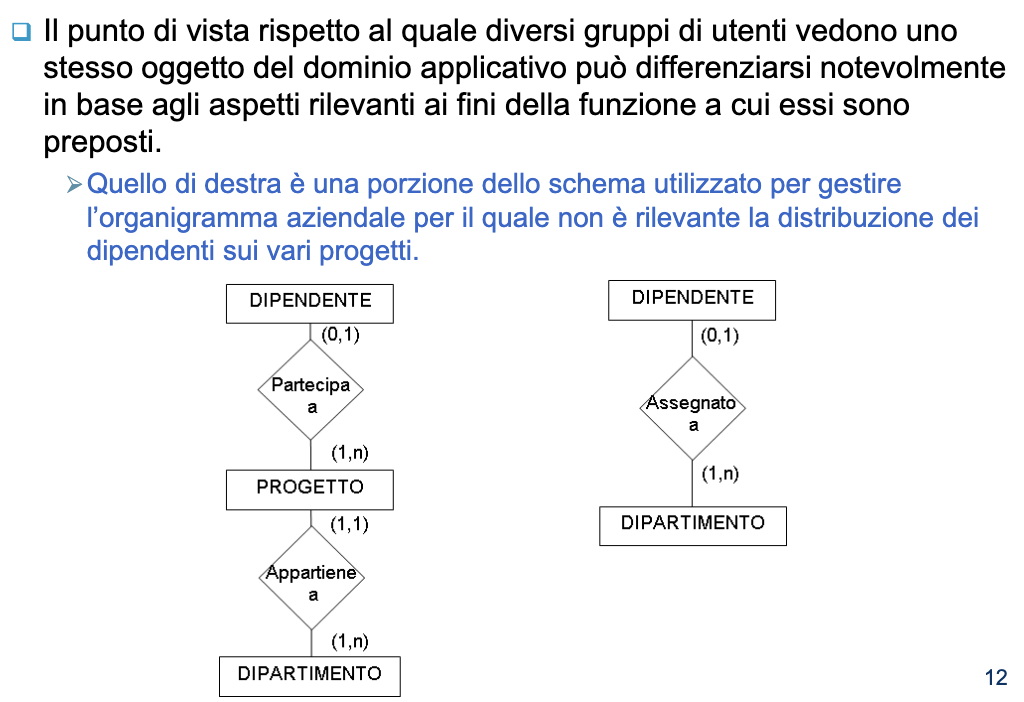 Il punto di vista rispetto al quale diversi gruppi di utenti vedono uno
stesso oggetto del dominio applicativo può differenziarsi notevolmente
in base agli aspetti rilevanti ai fini della funzione a cui essi sono
preposti.
Quello di destra è una porzione dello schema utilizzato per gestire
l’organigramma aziendale per il quale non è rilevante la distribuzione dei
dipendenti sui vari progetti.
DIPENDENTE
(0,1)
Partecipa
a
(1,n)
PROGETTO
(1,1)
Appartiene
a
(1,n)
DIPARTIMENTO
DIPENDENTE
(0,1)
Assegnato
a
(1,n)
DIPARTIMENTO
12